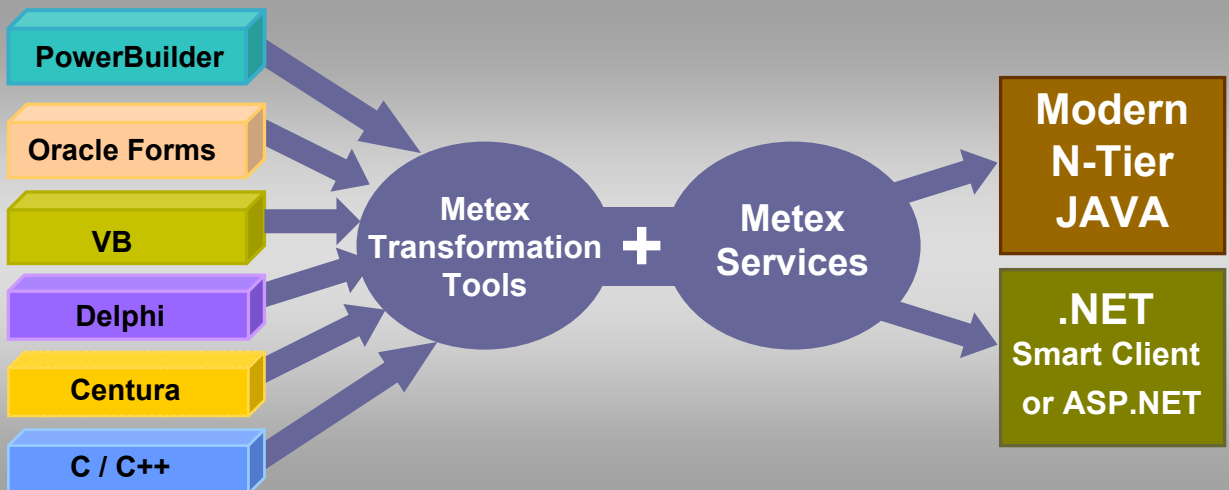 PowerBuilder
Oracle Forms
VB
Delphi
Centura
C / C++
Metex
Transformation
Tools
+
Metex
Services
Modern
N-Tier
JAVA
.NET
Smart Client
or ASP.NET